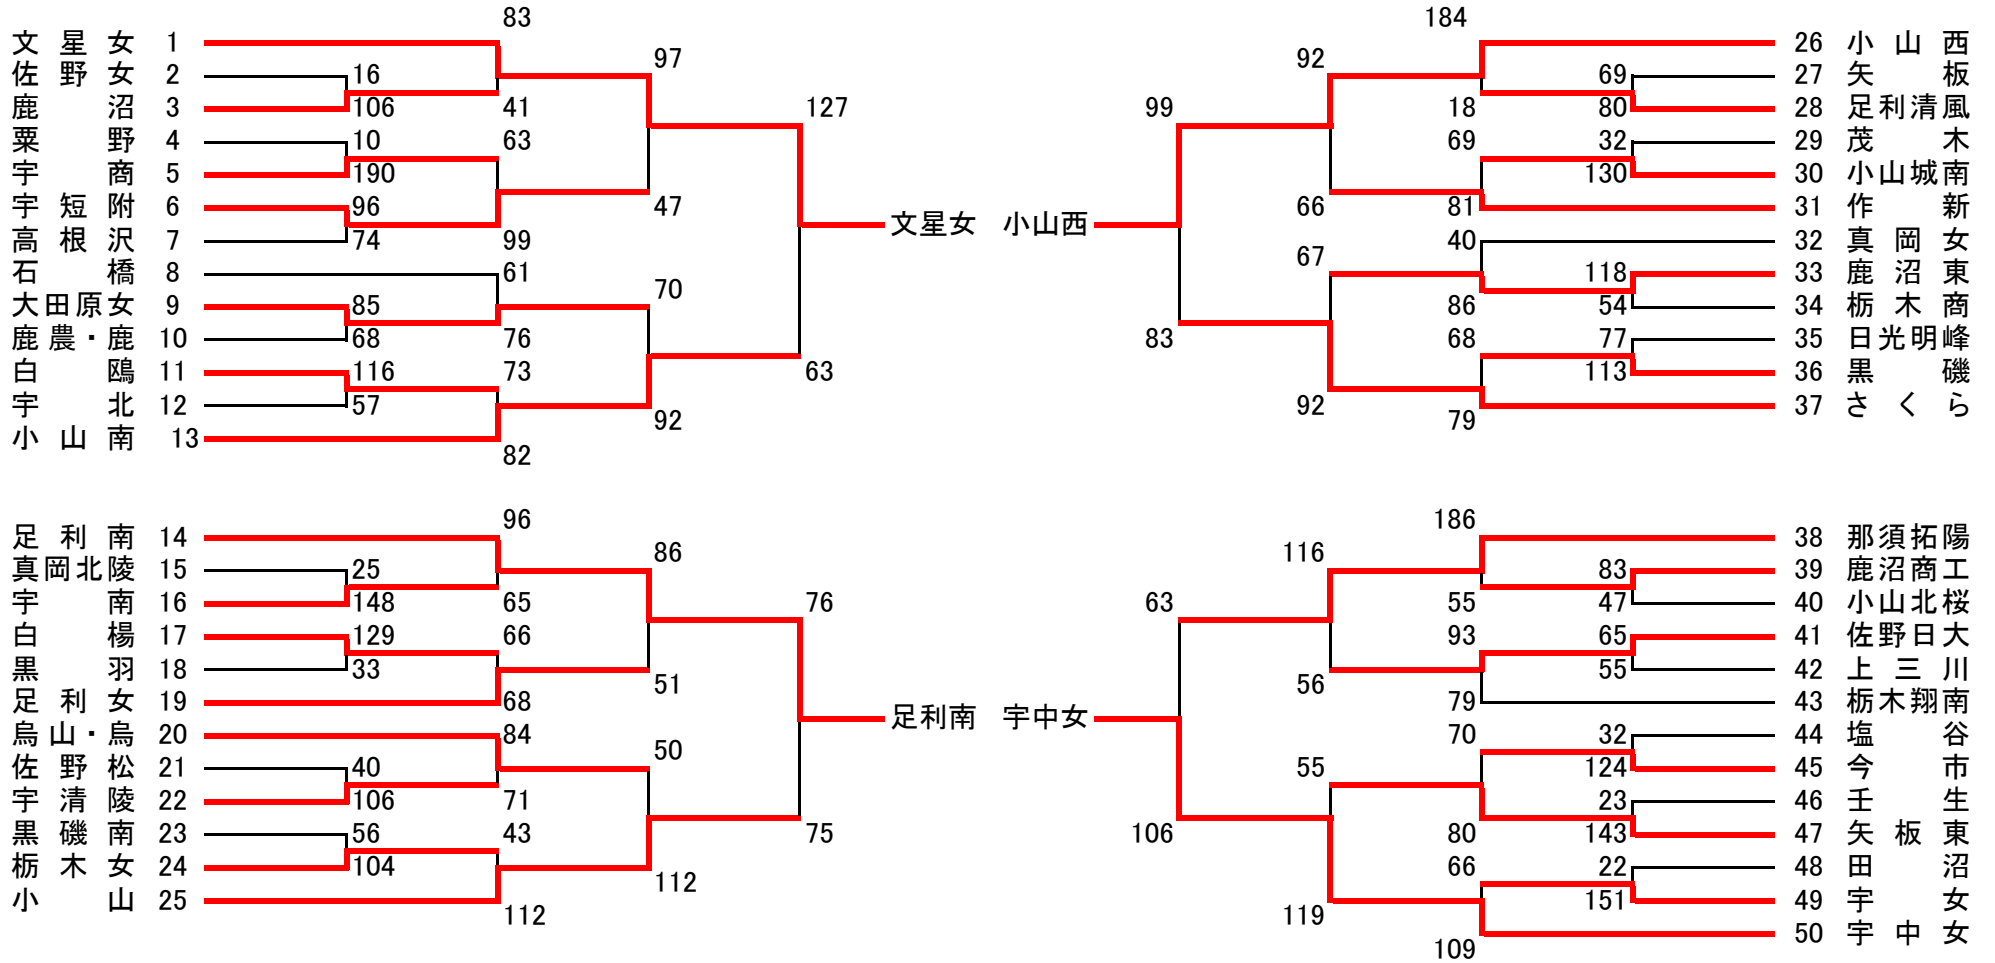 83
文星女 1
佐野女 2
16
97
鹿沼 3
106
41
127
粟野 4
10
63
宇商 5
190
宇短附 6
96
47
高根沢 7
74
99
文星女
石橋 8
61
大田原女 9
85
70
鹿農・鹿 10
68
76
白鴎 11
116
73
63
宇北 12
57
92
小山南 13
82
184
26 小山西
92
69
27 矢板
99
18
80
28 足利清風
69
32
29 茂木
130
30 小山城南
66
81
31 作新
小山西
40
32 真岡女
67
118
33 鹿沼東
86
54
34 栃木商
83
68
77
35 日光明峰
113
36 黒磯
92
79
37 さくら
96
足利南 14
86
真岡北陵 15
25
宇南 16
148
65
76
白楊 17
129
66
黒羽 18
33
51
足利女 19
68
足利南
烏山・烏 20
84
50
佐野松 21
40
宇清陵 22
106
71
黒磯南 23
56
43
75
栃木女 24
104
112
小山 25
112
186
38 那須拓陽
116
83
39 鹿沼商工
63
55
47
40 小山北桜
93
65
41 佐野日大
56
55
42 上三川
79
43 栃木翔南
宇中女
70
32
44 塩谷
55
124
45 今市
23
46 壬生
106
80
143
47 矢板東
66
22
48 田沼
119
151
49 宇女
109
50 宇中女